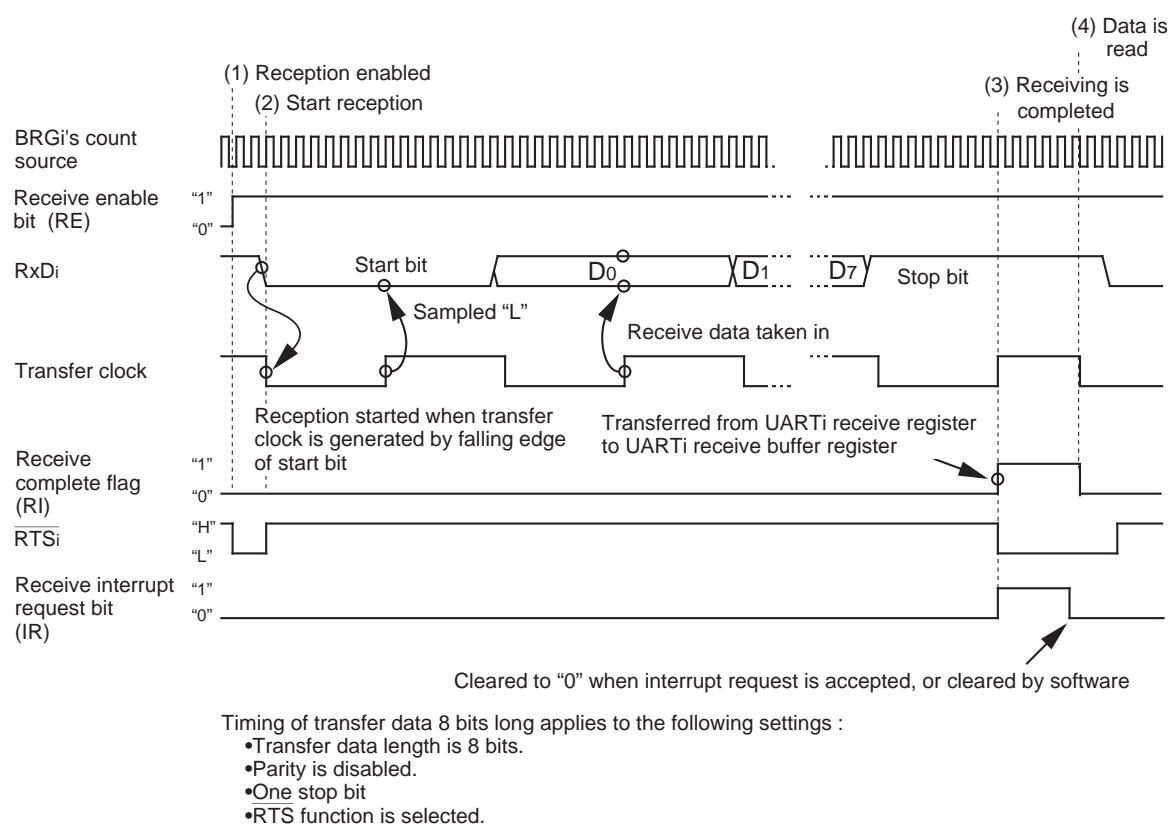 (4) Data is
read
(1) Reception enabled
(3) Receiving is
completed
(2) Start reception
BRGi's count
source
Receive enable
bit (RE)
“1”
“0”
RxDi
Start bit
D0
D1
D7
Stop bit
Sampled “L”
Receive data taken in
Transfer clock
Reception started when transfer
clock is generated by falling edge
of start bit
Transferred from UARTi receive register
to UARTi receive buffer register
Receive
complete flag
(RI)
“1”
“0”
RTSi
“H”
“L”
Receive interrupt
request bit
(IR)
“1”
“0”
Cleared to “0” when interrupt request is accepted, or cleared by software
Timing of transfer data 8 bits long applies to the following settings :
•Transfer data length is 8 bits.
•Parity is disabled.
•One stop bit
•RTS function is selected.